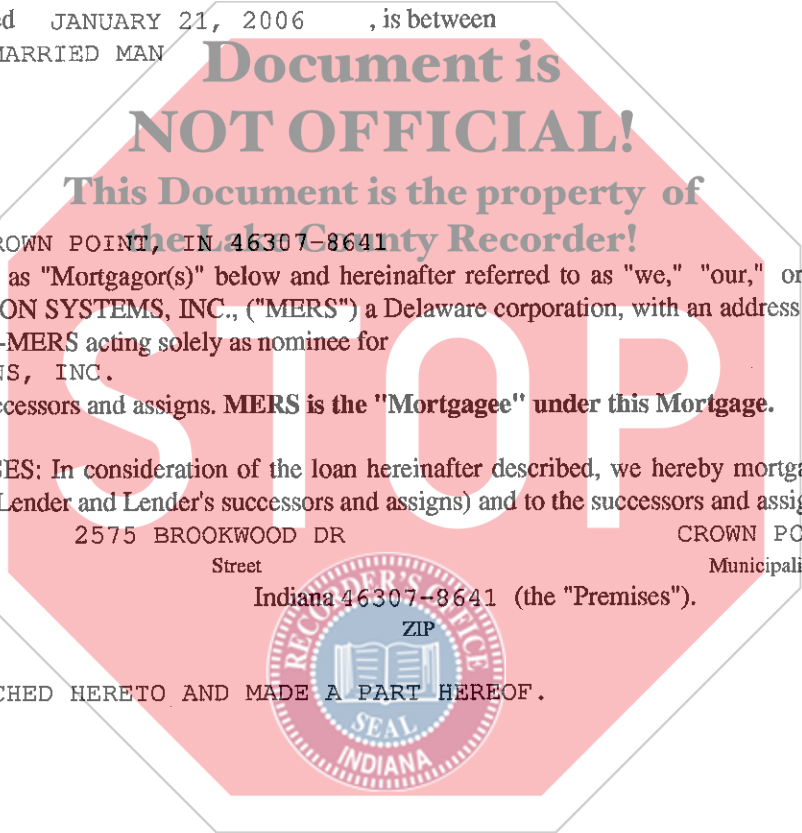 ed JANUARY 21, 2006 , is between
MARRIED MAN
Document is
NOT OFFICIAL!
This Document is the property of
the Lake County Recorder!
ROWN POINT, IN 46307-8641
as "Mortgagor(s)" below and hereinafter referred to as "we," "our," or
ON SYSTEMS, INC., ("MERS") a Delaware corporation, with an address
-MERS acting solely as nominee for
NS, INC.
ccessors and assigns. MERS is the "Mortgagee" under this Mortgage.
STOP
ES: In consideration of the loan hereinafter described, we hereby mortga
Lender and Lender's successors and assigns) and to the successors and assig
2575 BROOKWOOD DR CROWN PO
Street Municipali
Indiana 46307-8641 (the "Premises").
ZIP
CHED HERETO AND MADE A PART HEREOF.
RECORDER'S OFFICE
SEAL
INDIANA